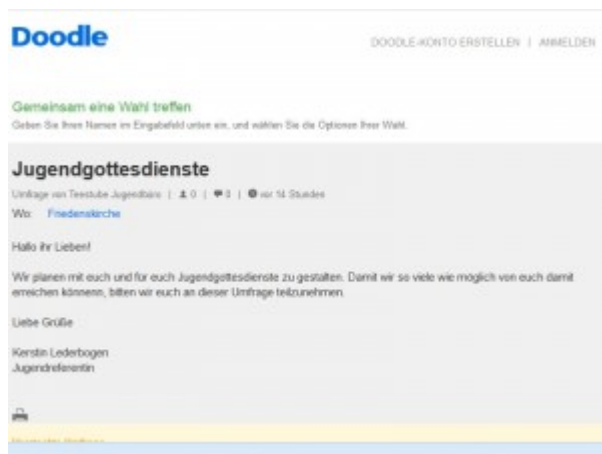 Doodle
DOODLE-KONTO ERSTELLEN | ANMELDEN
Gemeinsam eine Wahl treffen
Geben Sie Ihren Namen im Eingabefeld unten ein, und wählen Sie die Optionen Ihrer Wahl.
Jugendgottesdienste
Umfrage von Teestube Jugendbüro | 0 | 0 | vor 14 Stunden
Wo: Friedenskirche
Hallo ihr Lieben!
Wir planen mit euch und für euch Jugendgottesdienste zu gestalten. Damit wir so viele wie möglich von euch damit
erreichen könnenn, bitten wir euch an dieser Umfrage teilzunehmen.
Liebe Grüße
Kerstin Lederbogen
Jugendreferentin